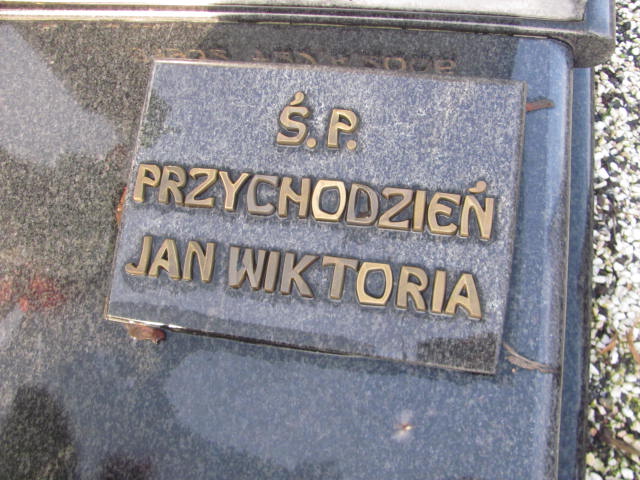 Ś.P.
PRZYCHODZIEŃ
JAN WIKTORIA